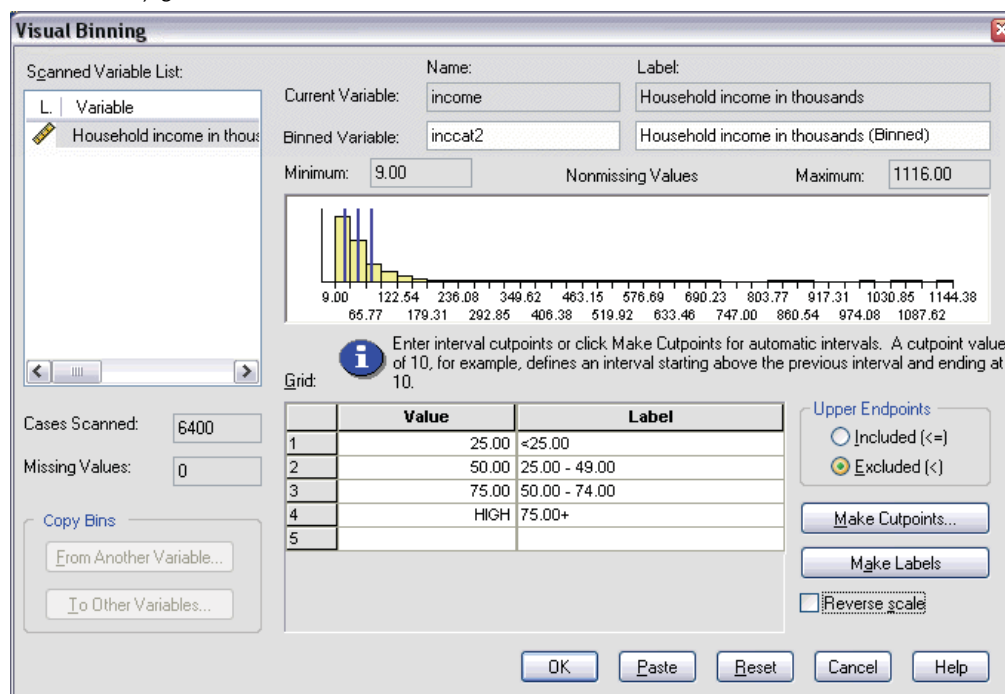 Visual Binning
Scanned Variable List:
L. Variable
Household income in thous
Name:
Label:
Current Variable:
income
Household income in thousands
Binned Variable:
inccat2
Household income in thousands (Binned)
Minimum:
9.00
Nonmissing Values
Maximum:
1116.00
9.00 122.54 236.08 349.62 463.15 576.69 690.23 803.77 917.31 1030.85 1144.38
65.77 179.31 292.85 406.38 519.92 633.46 747.00 860.54 974.08 1087.62
Enter interval cutpoints or click Make Cutpoints for automatic intervals. A cutpoint value
of 10, for example, defines an interval starting above the previous interval and ending at
10.
Grid:
Value Label
1 25.00 <25.00
2 50.00 25.00 - 49.00
3 75.00 50.00 - 74.00
4 HIGH 75.00+
5
Cases Scanned:
6400
Missing Values:
0
Copy Bins
From Another Variable...
To Other Variables...
Upper Endpoints
Included (<=)
Excluded (<)
Make Cutpoints...
Make Labels
Reverse scale
OK
Paste
Reset
Cancel
Help